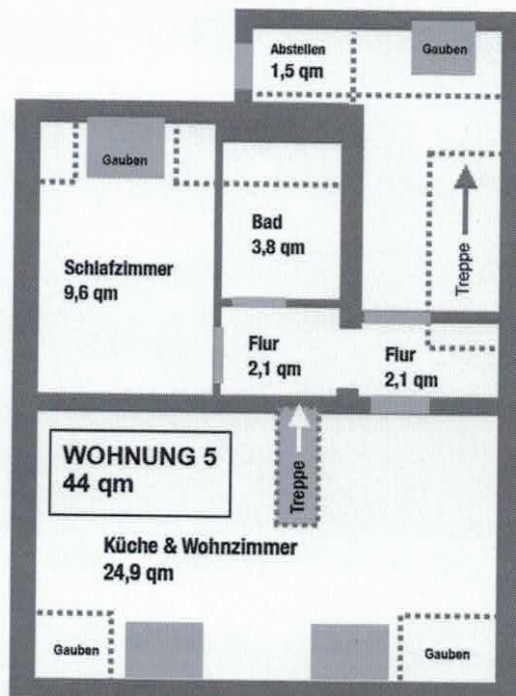 Abstellen
1,5 qm
Gauben
Gauben
Bad
3,8 qm
Schlafzimmer
9,6 qm
Treppe
Flur
2,1 qm
Flur
2,1 qm
WOHNUNG 5
44 qm
Treppe
Küche & Wohnzimmer
24,9 qm
Gauben
Gauben